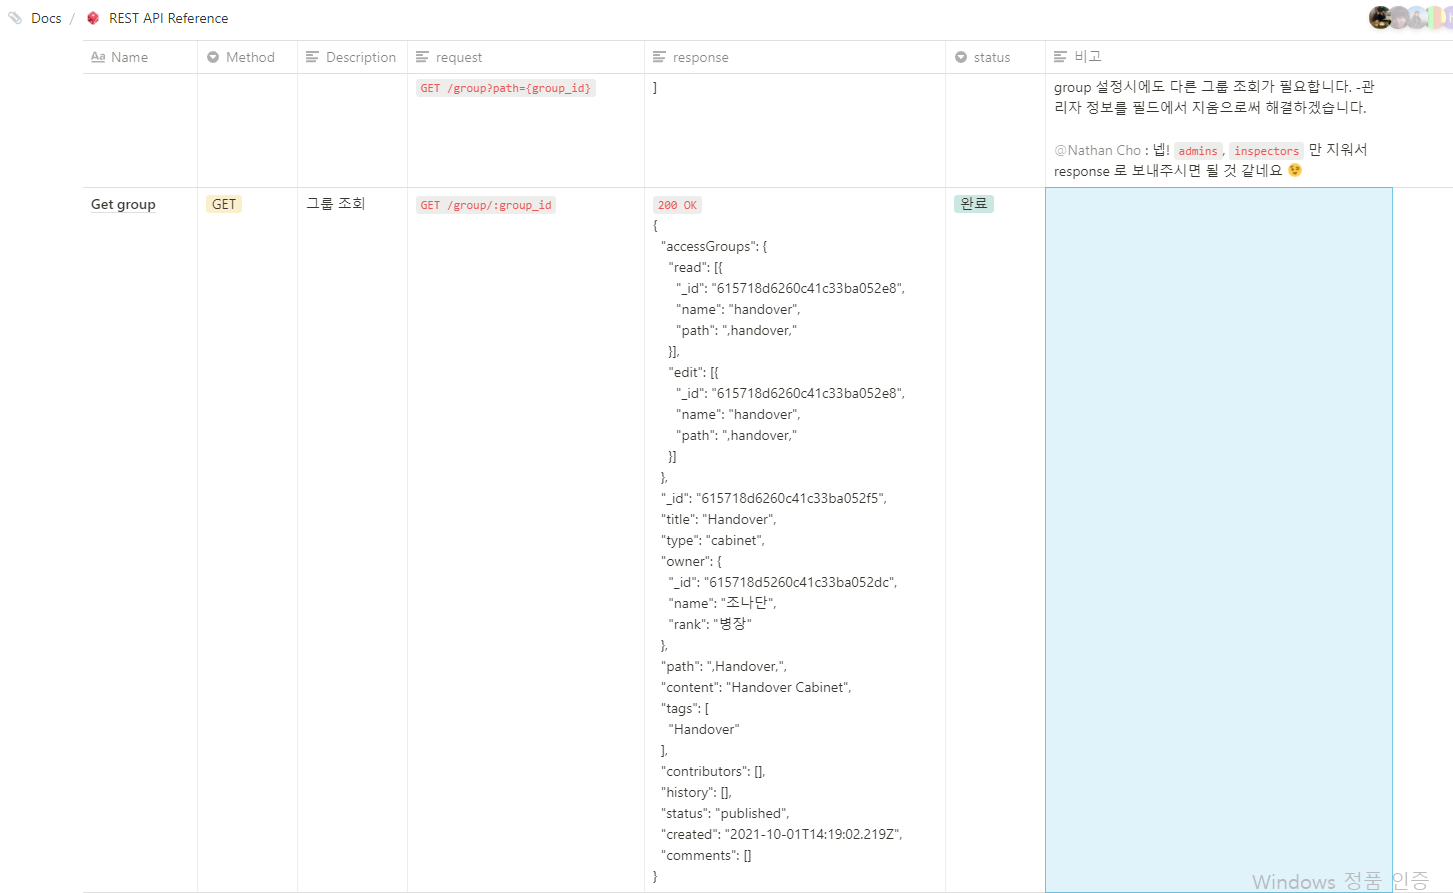 Docs / REST API Reference
Aa Name Method Description request response status 비고
GET /group?path={group_id}
]
group 설정시에도 다른 그룹 조회가 필요합니다. -관
리자 정보를 필드에서 지움으로써 해결하겠습니다.
@Nathan Cho : 넵! admins, inspectors 만 지워서
response 로 보내주시면 될 것 같네요 😉
Get group GET 그룹 조회 GET /group/:group_id 200 OK 완료
{
"accessGroups": {
"read": [{
"_id": "615718d6260c41c33ba052e8",
"name": "handover",
"path": ",handover,"
}],
"edit": [{
"_id": "615718d6260c41c33ba052e8",
"name": "handover",
"path": ",handover,"
}]
},
"_id": "615718d6260c41c33ba052f5",
"title": "Handover",
"type": "cabinet",
"owner": {
"_id": "615718d5260c41c33ba052dc",
"name": "조나단",
"rank": "병장"
},
"path": ",Handover,",
"content": "Handover Cabinet",
"tags": [
"Handover"
],
"contributors": [],
"history": [],
"status": "published",
"created": "2021-10-01T14:19:02.219Z",
"comments": []
}
Windows 정품 인증